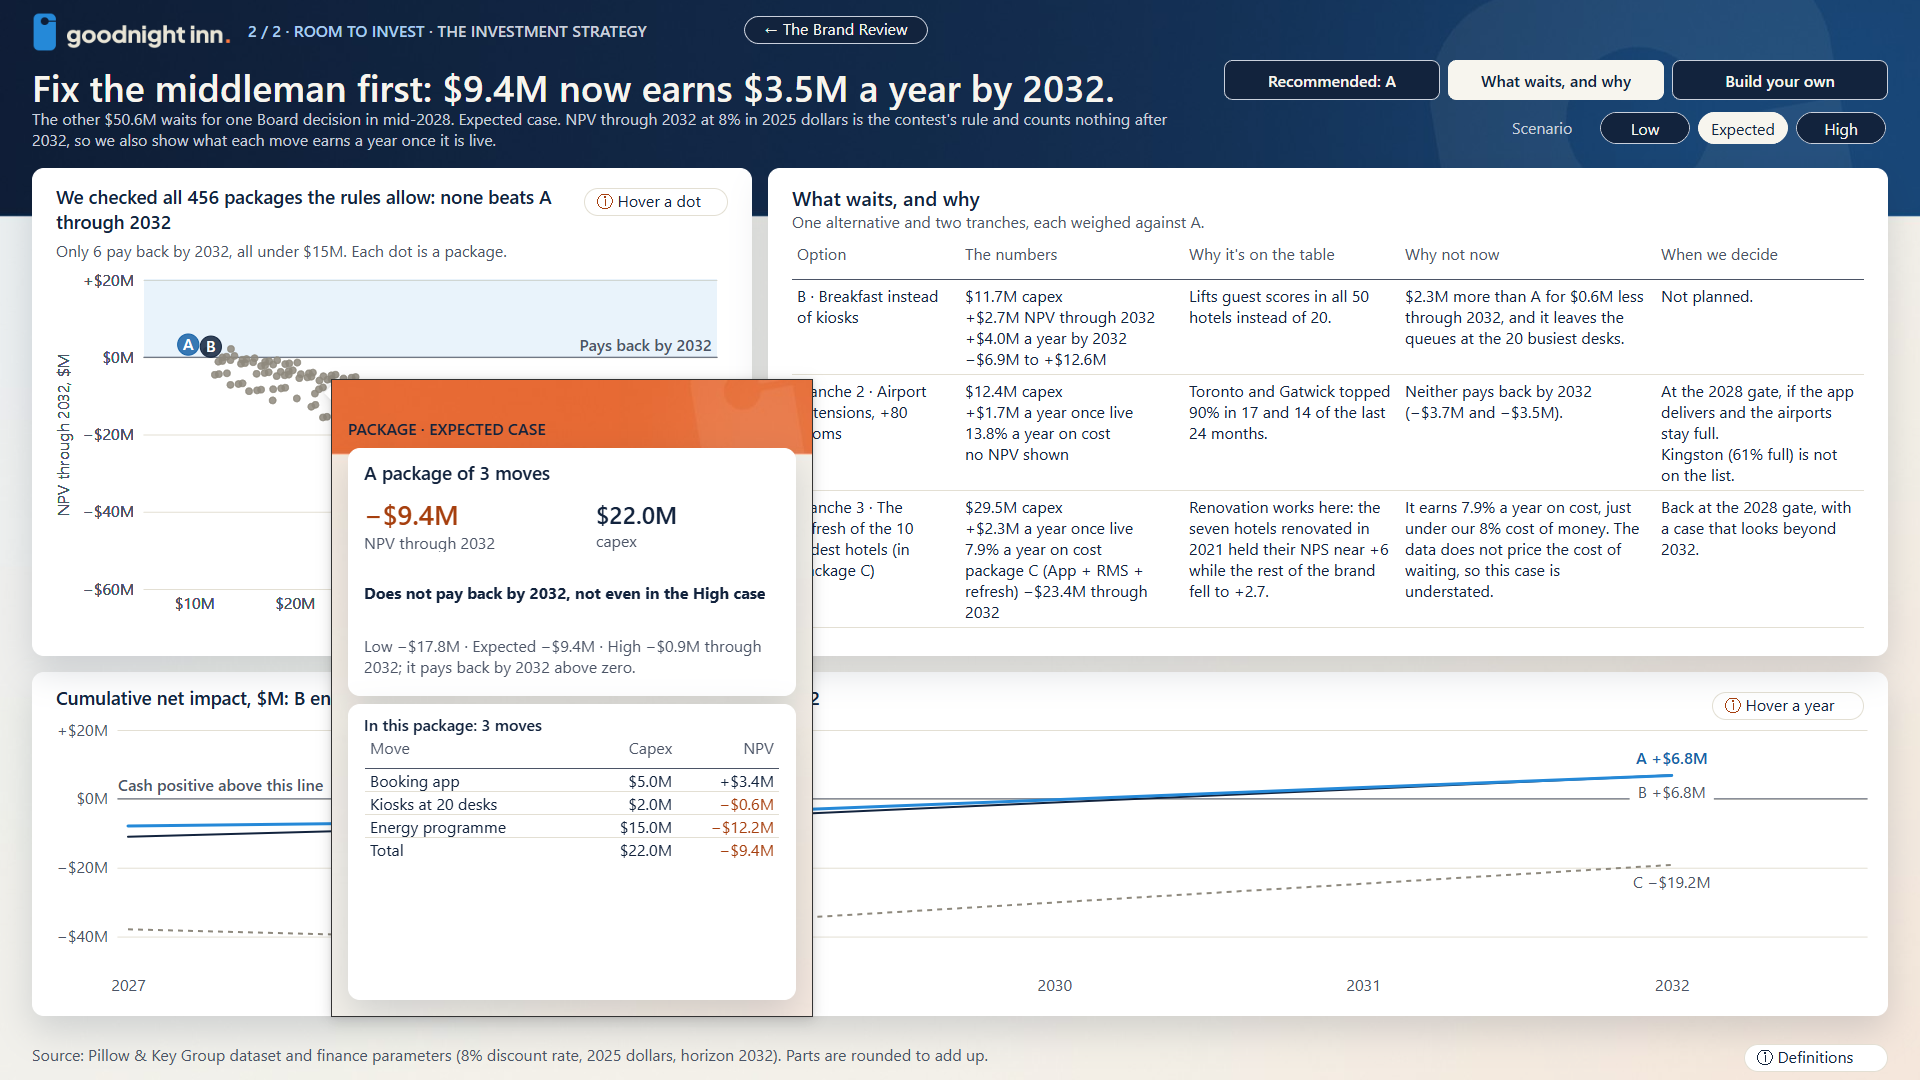 goodnight inn.
2 / 2 · ROOM TO INVEST · THE INVESTMENT STRATEGY
← The Brand Review
Fix the middleman first: $9.4M now earns $3.5M a year by 2032.
The other $50.6M waits for one Board decision in mid-2028. Expected case. NPV through 2032 at 8% in 2025 dollars is the contest's rule and counts nothing after
2032, so we also show what each move earns a year once it is live.
Recommended: A
What waits, and why
Build your own
Scenario
Low
Expected
High
We checked all 456 packages the rules allow: none beats A
through 2032
ⓘ Hover a dot
Only 6 pay back by 2032, all under $15M. Each dot is a package.
NPV through 2032, $M
+$20M
$0M
−$20M
−$40M
−$60M
A
B
Pays back by 2032
$10M
$20M
What waits, and why
One alternative and two tranches, each weighed against A.
Option
The numbers
Why it's on the table
Why not now
When we decide
B · Breakfast instead
of kiosks
$11.7M capex
+$2.7M NPV through 2032
+$4.0M a year by 2032
−$6.9M to +$12.6M
Lifts guest scores in all 50
hotels instead of 20.
$2.3M more than A for $0.6M less
through 2032, and it leaves the
queues at the 20 busiest desks.
Not planned.
anche 2 · Airport
tensions, +80
oms
$12.4M capex
+$1.7M a year once live
13.8% a year on cost
no NPV shown
Toronto and Gatwick topped
90% in 17 and 14 of the last
24 months.
Neither pays back by 2032
(−$3.7M and −$3.5M).
At the 2028 gate, if the app
delivers and the airports
stay full.
Kingston (61% full) is not
on the list.
anche 3 · The
fresh of the 10
dest hotels (in
ackage C)
$29.5M capex
+$2.3M a year once live
7.9% a year on cost
package C (App + RMS +
refresh) −$23.4M through
2032
Renovation works here: the
seven hotels renovated in
2021 held their NPS near +6
while the rest of the brand
fell to +2.7.
It earns 7.9% a year on cost, just
under our 8% cost of money. The
data does not price the cost of
waiting, so this case is
understated.
Back at the 2028 gate, with
a case that looks beyond
2032.
PACKAGE · EXPECTED CASE
A package of 3 moves
−$9.4M
NPV through 2032
$22.0M
capex
Does not pay back by 2032, not even in the High case
Low −$17.8M · Expected −$9.4M · High −$0.9M through
2032; it pays back by 2032 above zero.
In this package: 3 moves
Move Capex NPV
Booking app $5.0M +$3.4M
Kiosks at 20 desks $2.0M −$0.6M
Energy programme $15.0M −$12.2M
Total $22.0M −$9.4M
Cumulative net impact, $M: B en
2
ⓘ Hover a year
+$20M
$0M
−$20M
−$40M
Cash positive above this line
A +$6.8M
B +$6.8M
C −$19.2M
2027
2030
2031
2032
Source: Pillow & Key Group dataset and finance parameters (8% discount rate, 2025 dollars, horizon 2032). Parts are rounded to add up.
ⓘ Definitions